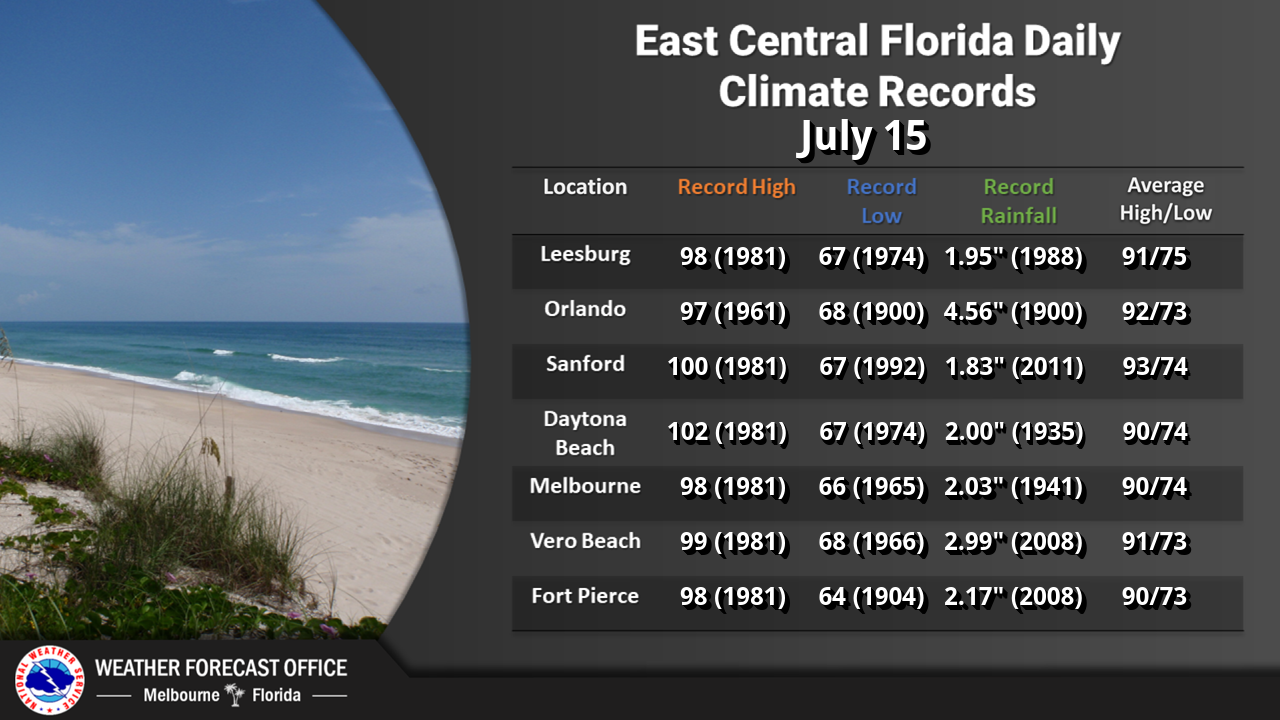 East Central Florida Daily
Climate Records
July 15
Location Record High Record Low Record Rainfall Average High/Low
Leesburg 98 (1981) 67 (1974) 1.95" (1988) 91/75
Orlando 97 (1961) 68 (1900) 4.56" (1900) 92/73
Sanford 100 (1981) 67 (1992) 1.83" (2011) 93/74
Daytona Beach 102 (1981) 67 (1974) 2.00" (1935) 90/74
Melbourne 98 (1981) 66 (1965) 2.03" (1941) 90/74
Vero Beach 99 (1981) 68 (1966) 2.99" (2008) 91/73
Fort Pierce 98 (1981) 64 (1904) 2.17" (2008) 90/73
NATIONAL WEATHER SERVICE
WEATHER FORECAST OFFICE
Melbourne Florida